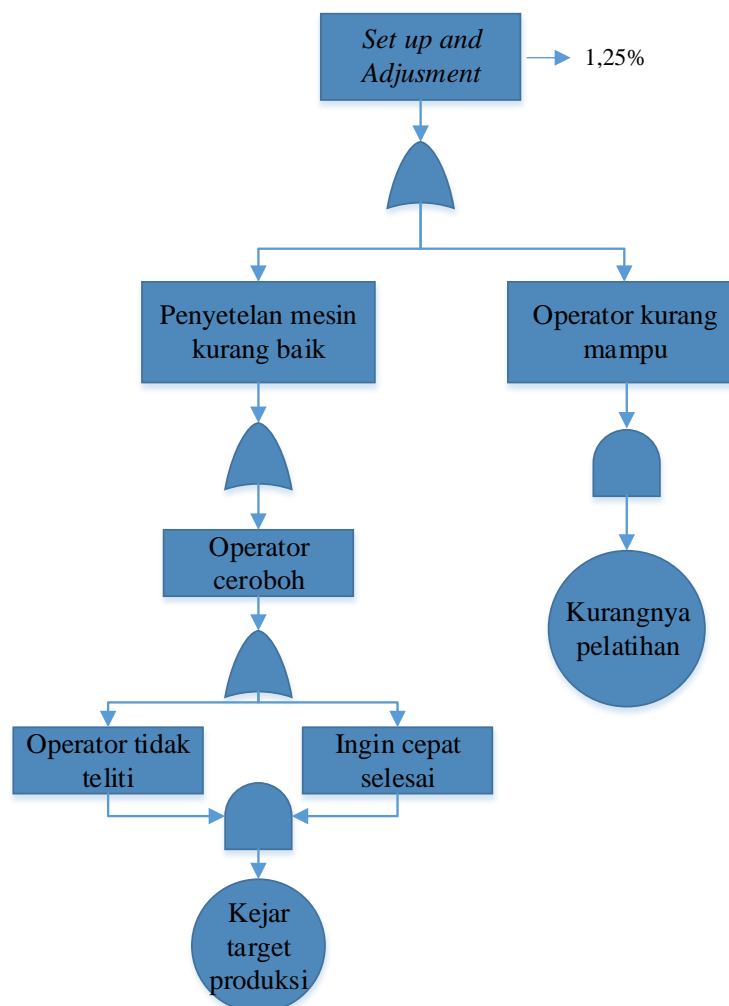 Set up and
Adjusment
1,25%
Penyetelan mesin
kurang baik
Operator kurang
mampu
Operator
ceroboh
Kurangnya
pelatihan
Operator tidak
teliti
Ingin cepat
selesai
Kejar
target
produksi